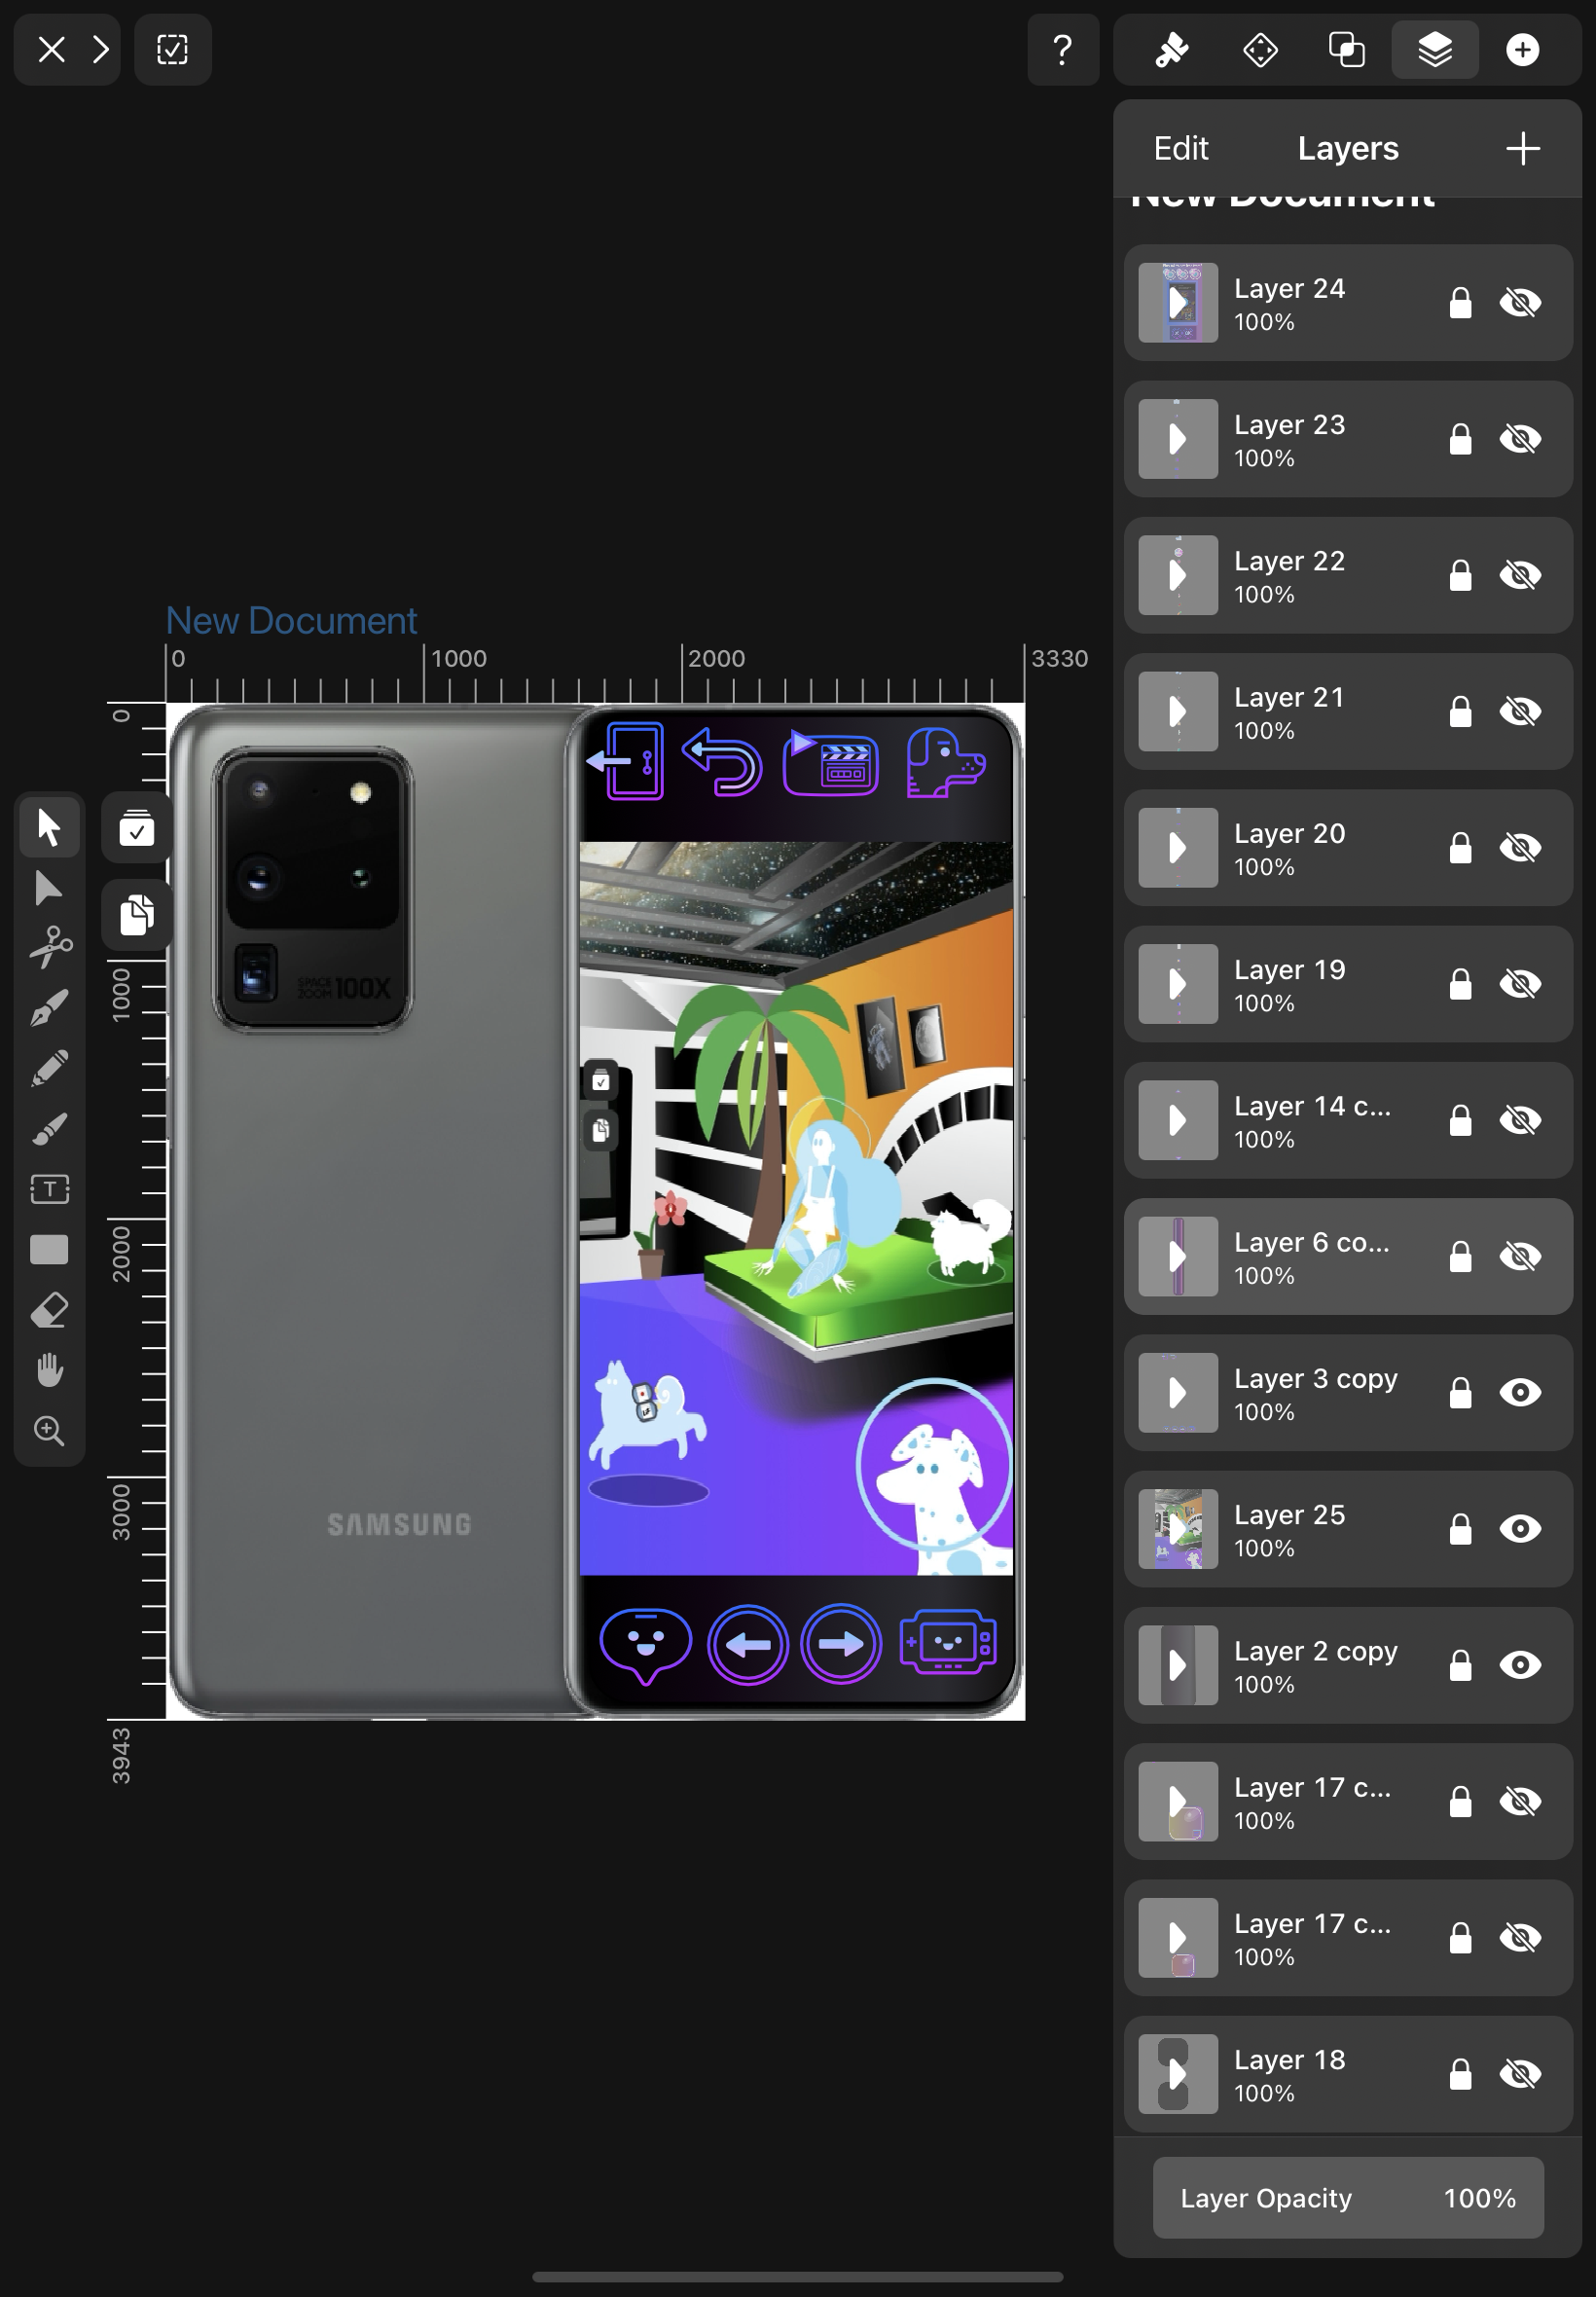 ?
Edit
Layers
New Document
Layer 24
100%
Layer 23
100%
Layer 22
100%
Layer 21
100%
Layer 20
100%
Layer 19
100%
Layer 14 c...
100%
Layer 6 co...
100%
Layer 3 copy
100%
Layer 25
100%
Layer 2 copy
100%
Layer 17 c...
100%
Layer 17 c...
100%
Layer 18
100%
Layer Opacity 100%
New Document
0 1000 2000 3330
0
1000
2000
3000
3943
T
SPACE
ZOOM 100X
SAMSUNG